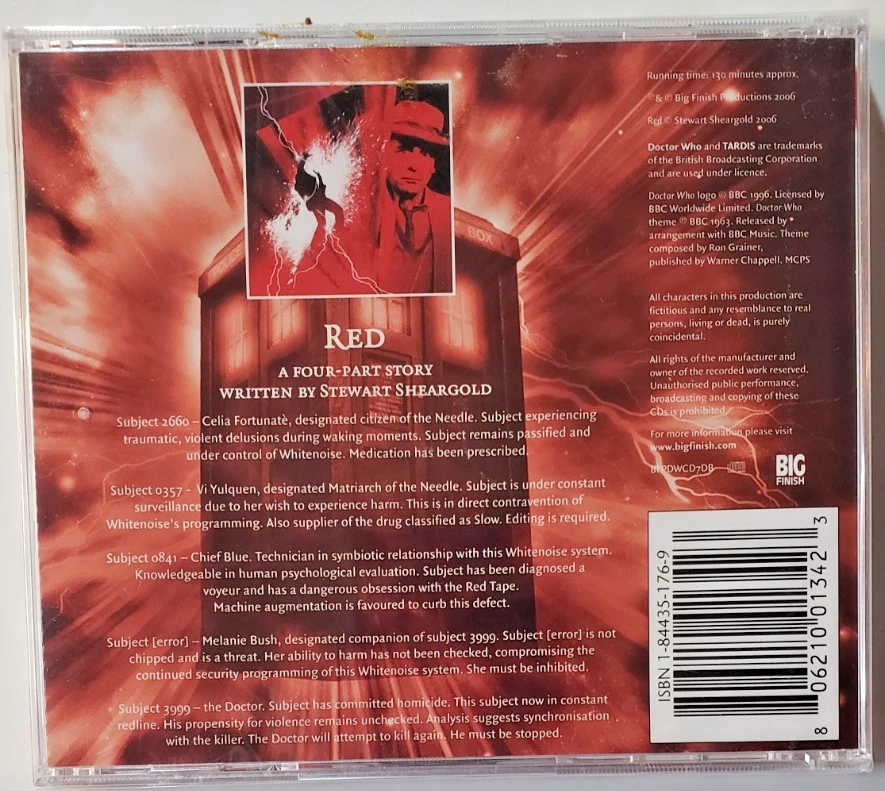 BOX
RED
A FOUR-PART STORY
WRITTEN BY STEWART SHEARGOLD
Subject 2660 – Celia Fortunatè, designated citizen of the Needle. Subject experiencing
traumatic, violent delusions during waking moments. Subject remains passified and
under control of Whitenoise. Medication has been prescribed.
Subject 0357 - Vi Yulquen, designated Matriarch of the Needle. Subject is under constant
surveillance due to her wish to experience harm. This is in direct contravention of
Whitenoise's programming. Also supplier of the drug classified as Slow. Editing is required.
Subject 0841 – Chief Blue. Technician in symbiotic relationship with this Whitenoise system.
Knowledgeable in human psychological evaluation. Subject has been diagnosed a
voyeur and has a dangerous obsession with the Red Tape.
Machine augmentation is favoured to curb this defect.
Subject [error] – Melanie Bush, designated companion of subject 3999. Subject [error] is not
chipped and is a threat. Her ability to harm has not been checked, compromising the
continued security programming of this Whitenoise system. She must be inhibited.
Subject 3999 – the Doctor. Subject has committed homicide. This subject now in constant
redline. His propensity for violence remains unchecked. Analysis suggests synchronisation
with the killer. The Doctor will attempt to kill again. He must be stopped.
Running time: 130 minutes approx.
℗ & © Big Finish Productions 2006
Red © Stewart Sheargold 2006
Doctor Who and TARDIS are trademarks
of the British Broadcasting Corporation
and are used under licence.
Doctor Who logo © BBC 1996. Licensed by
BBC Worldwide Limited. Doctor Who
theme ℗ BBC 1963. Released by
arrangement with BBC Music. Theme
composed by Ron Grainer,
published by Warner Chappell. MCPS
All characters in this production are
fictitious and any resemblance to real
persons, living or dead, is purely
coincidental.
All rights of the manufacturer and
owner of the recorded work reserved.
Unauthorised public performance,
broadcasting and copying of these
CDs is prohibited.
For more information please visit
www.bigfinish.com
BFPDWCD7DB
BIG
FINISH
ISBN 1-84435-176-9
8 06210 01342 3